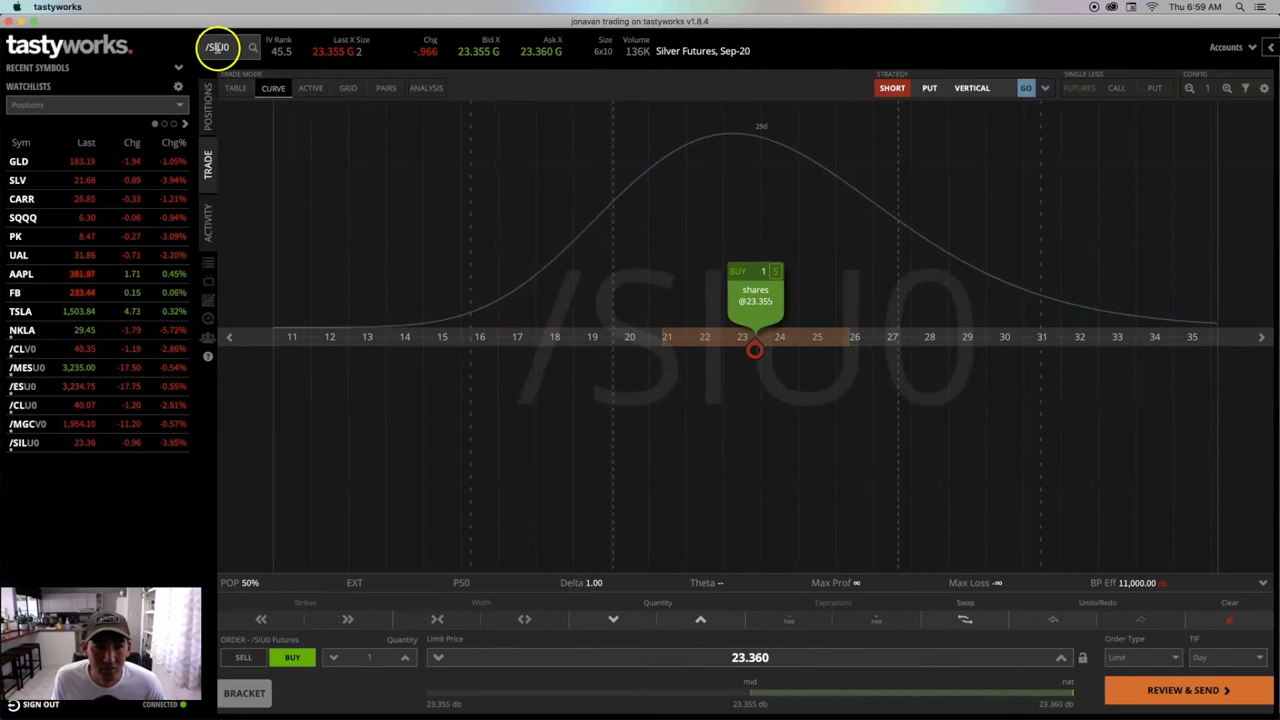 tastyworks
Thu 6:59 AM
jonavan trading on tastyworks v1.8.4
tastyworks.
/SIU0
IV Rank
45.5
Last X Size
23.355 G 2
Chg
-.966
Bid X
23.355 G
Ask X
23.360 G
Size
6x10
Volume
136K
Silver Futures, Sep-20
Accounts
RECENT SYMBOLS
WATCHLISTS
Positions
Sym Last Chg Chg%
GLD 183.19 -1.94 -1.05%
SLV 21.68 -0.89 -3.94%
CARR 26.85 -0.33 -1.21%
SQQQ 6.30 -0.06 -0.94%
PK 8.47 -0.27 -3.09%
UAL 31.86 -0.71 -2.20%
AAPL 381.87 1.71 0.45%
FB 233.44 0.15 0.06%
TSLA 1,503.84 4.73 0.32%
NKLA 29.45 -1.79 -5.72%
/CLV0 40.35 -1.19 -2.86%
/MESU0 3,235.00 -17.50 -0.54%
/ESU0 3,234.75 -17.75 -0.55%
/CLU0 40.07 -1.20 -2.91%
/MGCV0 1,954.10 -11.20 -0.57%
/SILU0 23.36 -0.96 -3.95%
SIGN OUT
CONNECTED
POSITIONS
TRADE
ACTIVITY
TRADE MODE
TABLE CURVE ACTIVE GRID PAIRS ANALYSIS
STRATEGY
SHORT PUT VERTICAL GO
SINGLE LEGS
FUTURES CALL PUT
CONFIG
1
29d
/SIU0
BUY 1 S
shares
@23.355
11 12 13 14 15 16 17 18 19 20 21 22 23 24 25 26 27 28 29 30 31 32 33 34 35
POP 50% EXT P50 Delta 1.00 Theta -- Max Prof ∞ Max Loss -∞ BP Eff 11,000.00 db
Strikes Width Quantity Expirations Swap Undo/Redo Clear
ORDER - /SIU0 Futures
Quantity
Limit Price
Order Type
TIF
SELL BUY 1 23.360 Limit Day
BRACKET
mid
nat
23.355 db
23.355 db
23.360 db
REVIEW & SEND